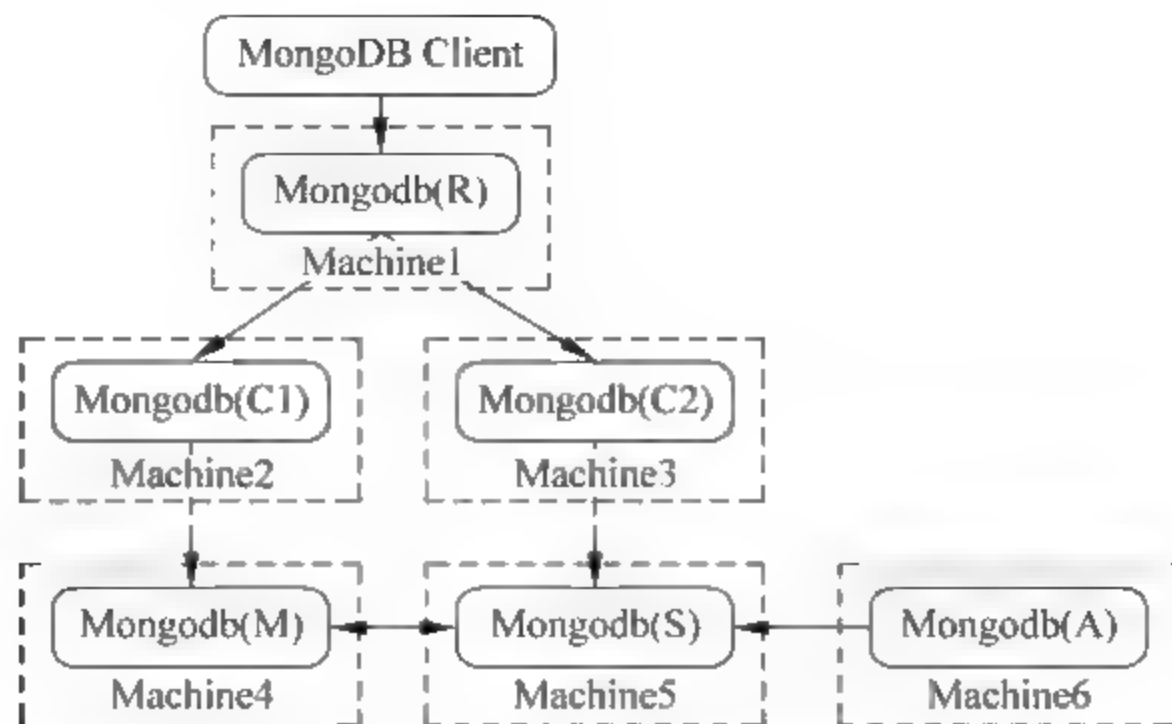 MongoDB Client
Mongodb(R)
Machine1
Mongodb(C1)
Mongodb(C2)
Machine2
Machine3
Mongodb(M)
Mongodb(S)
Mongodb(A)
Machine4
Machine5
Machine6